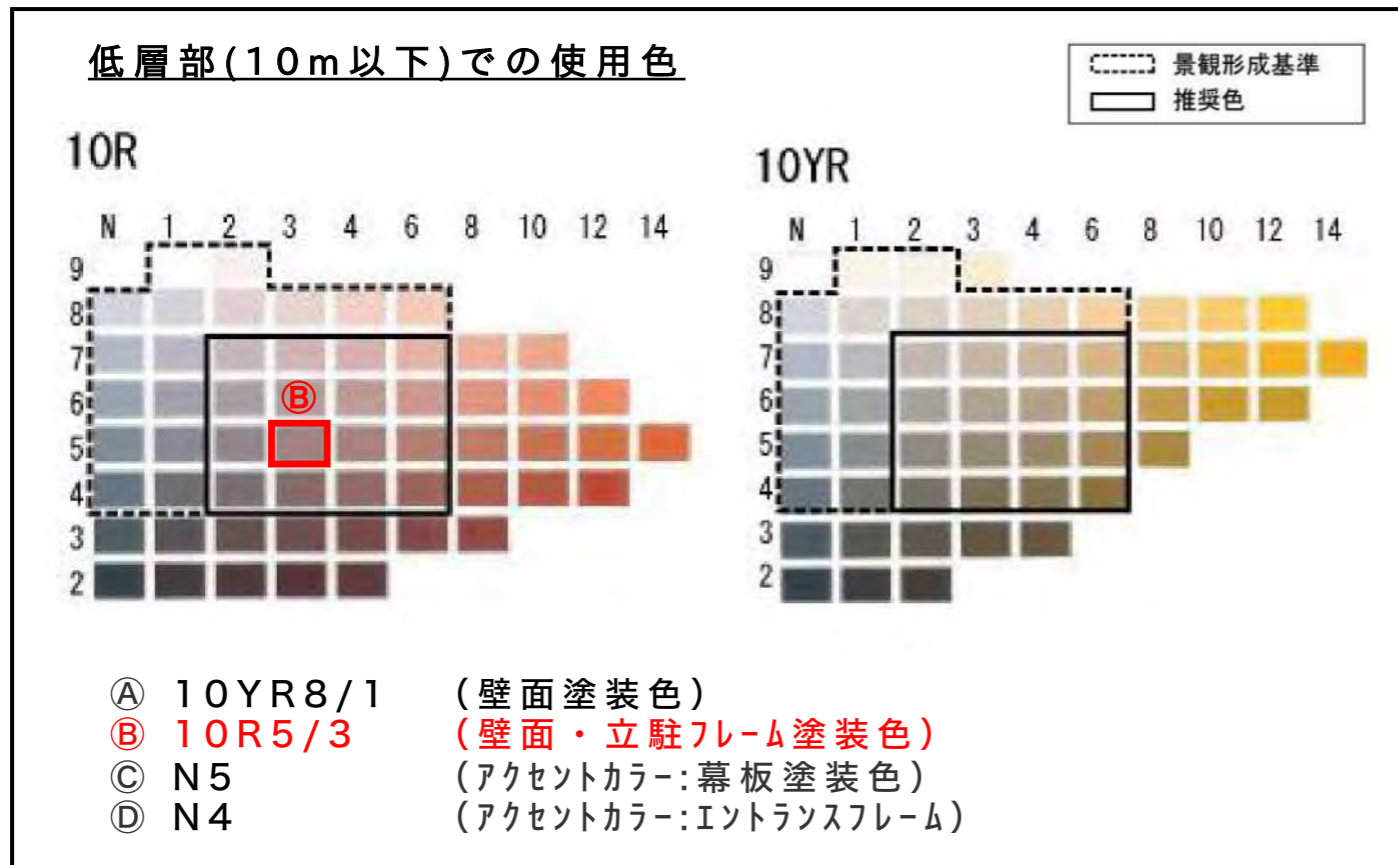 低層部(10m以下)での使用色
景観形成基準
推奨色
10R
N 1 2 3 4 6 8 10 12 14
9
8
7
6
Ⓑ
5
4
3
2
10YR
N 1 2 3 4 6 8 10 12 14
9
8
7
6
5
4
3
2
Ⓐ 10YR8/1 (壁面塗装色)
Ⓑ 10R5/3 (壁面・立駐ﾌﾚｰﾑ塗装色)
Ⓒ N5 (ｱｸｾﾝﾄｶﾗｰ:幕板塗装色)
Ⓓ N4 (ｱｸｾﾝﾄｶﾗｰ:ｴﾝﾄﾗﾝｽﾌﾚｰﾑ)